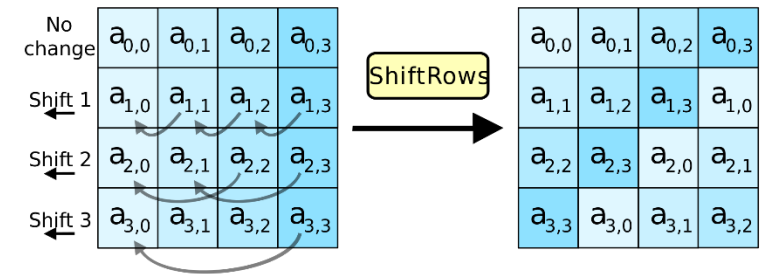 No change a0,0 a0,1 a0,2 a0,3
Shift 1 a1,0 a1,1 a1,2 a1,3
Shift 2 a2,0 a2,1 a2,2 a2,3
Shift 3 a3,0 a3,1 a3,2 a3,3
ShiftRows
a0,0 a0,1 a0,2 a0,3
a1,1 a1,2 a1,3 a1,0
a2,2 a2,3 a2,0 a2,1
a3,3 a3,0 a3,1 a3,2